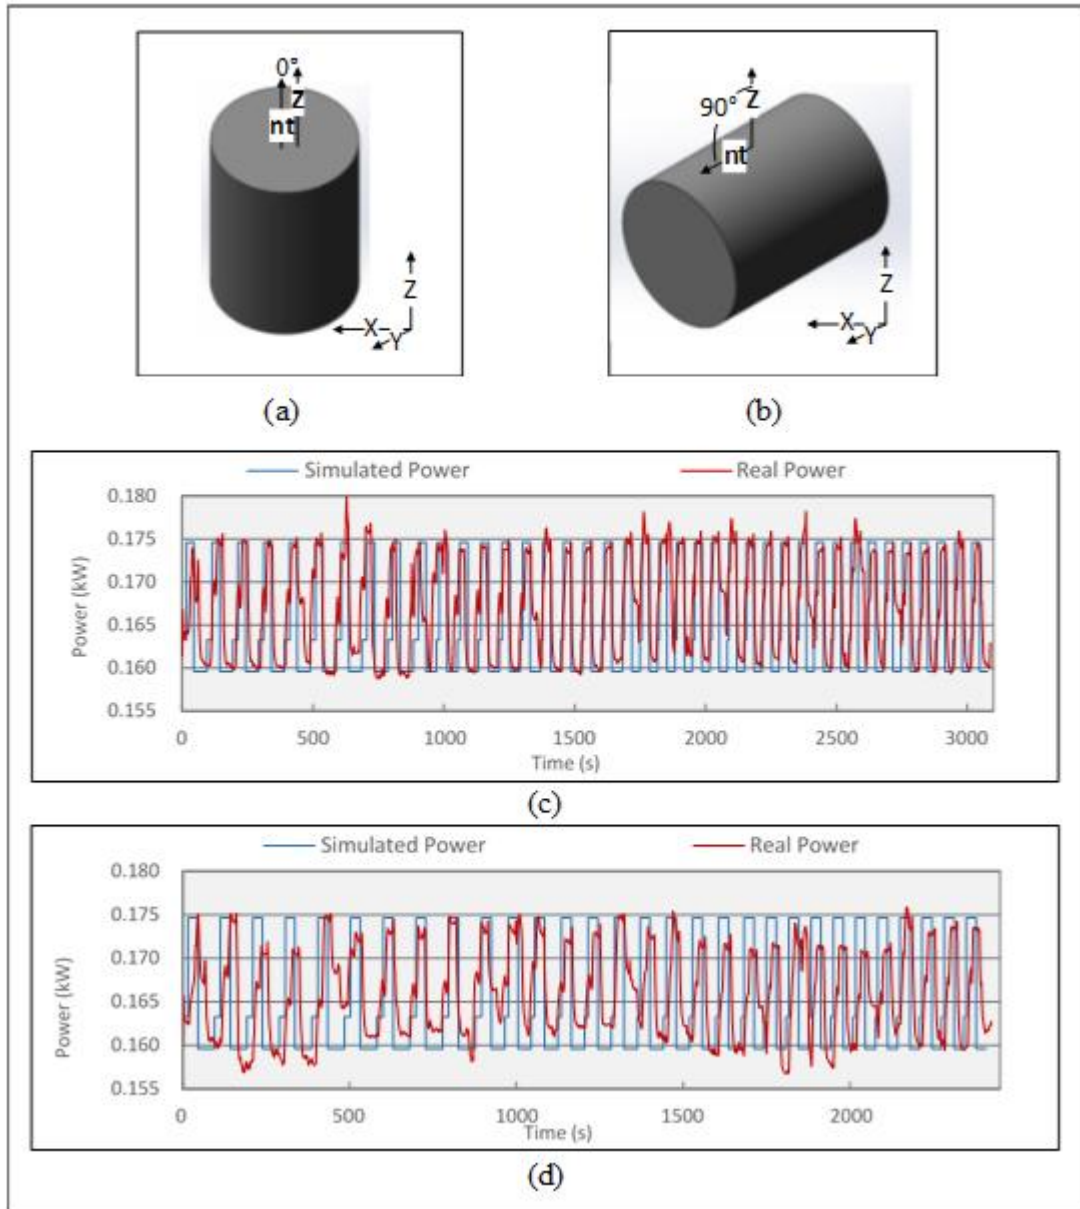 0°
Z
nt
Z
X
Y
(a)
90°
Z
nt
Z
X
Y
(b)
Simulated Power Real Power
0.180
0.175
0.170
0.165
0.160
0.155
Power (kW)
0 500 1000 1500 2000 2500 3000
Time (s)
(c)
Simulated Power Real Power
0.180
0.175
0.170
0.165
0.160
0.155
Power (kW)
0 500 1000 1500 2000
Time (s)
(d)